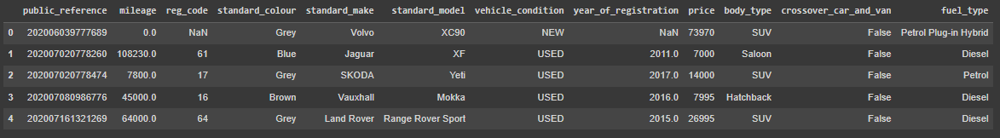 public_reference mileage reg_code standard_colour standard_make standard_model vehicle_condition year_of_registration price body_type crossover_car_and_van fuel_type
0 202006039777689 0.0 NaN Grey Volvo XC90 NEW NaN 73970 SUV False Petrol Plug-in Hybrid
1 202007020778260 108230.0 61 Blue Jaguar XF USED 2011.0 7000 Saloon False Diesel
2 202007020778474 7800.0 17 Grey SKODA Yeti USED 2017.0 14000 SUV False Petrol
3 202007080986776 45000.0 16 Brown Vauxhall Mokka USED 2016.0 7995 Hatchback False Diesel
4 202007161321269 64000.0 64 Grey Land Rover Range Rover Sport USED 2015.0 26995 SUV False Diesel